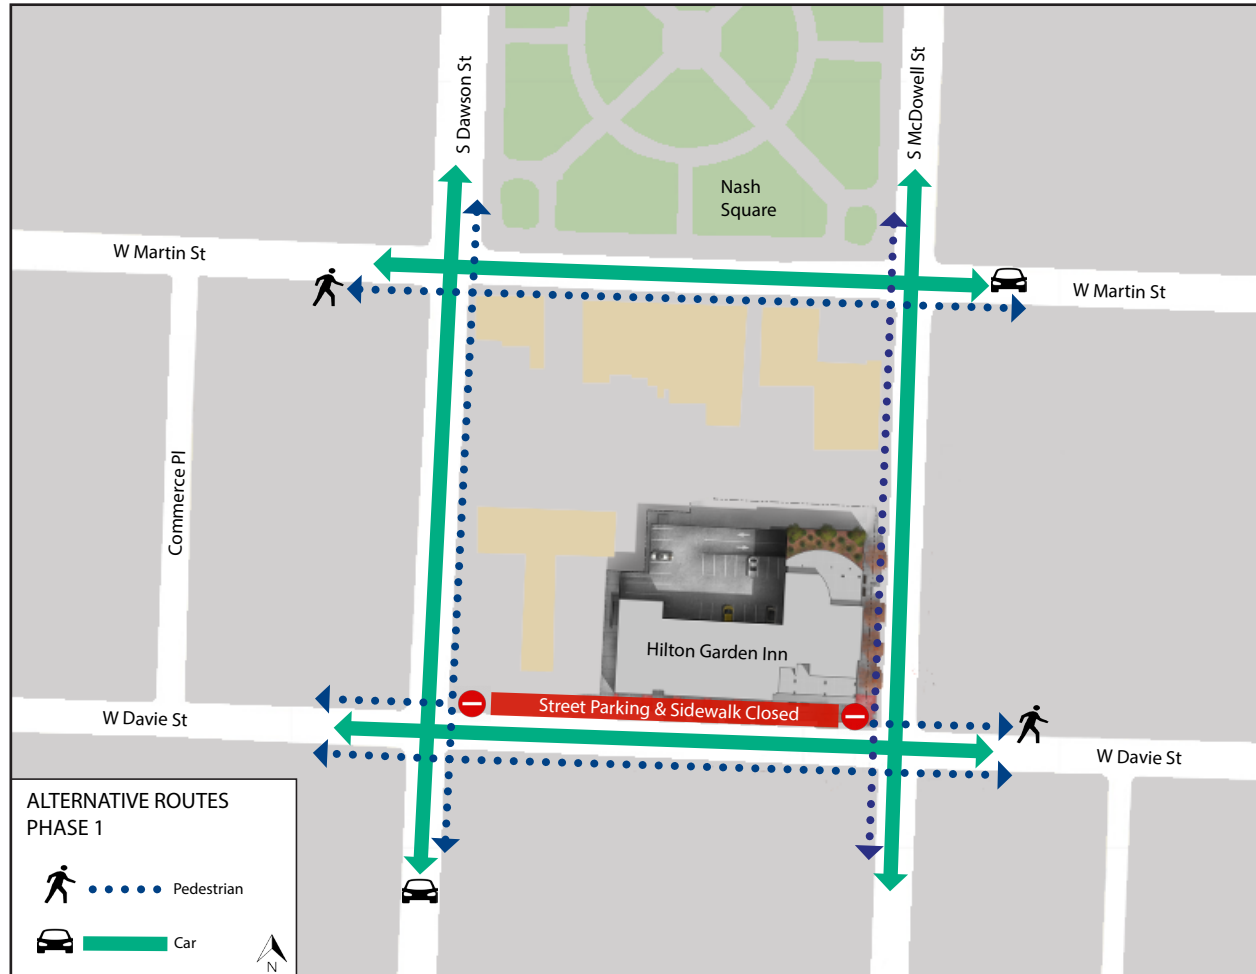 S Dawson St
S McDowell St
Nash
Square
W Martin St
W Martin St
Commerce Pl
Hilton Garden Inn
Street Parking & Sidewalk Closed
W Davie St
W Davie St
ALTERNATIVE ROUTES
PHASE 1
Pedestrian
Car
N